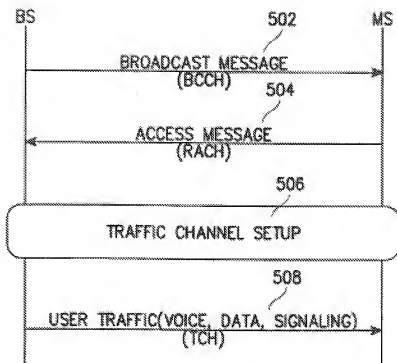 BS
502
MS
BROADCAST MESSAGE
(BCCH)
504
ACCESS MESSAGE
(RACH)
506
TRAFFIC CHANNEL SETUP
508
USER TRAFFIC(VOICE, DATA, SIGNALING)
(TCH)